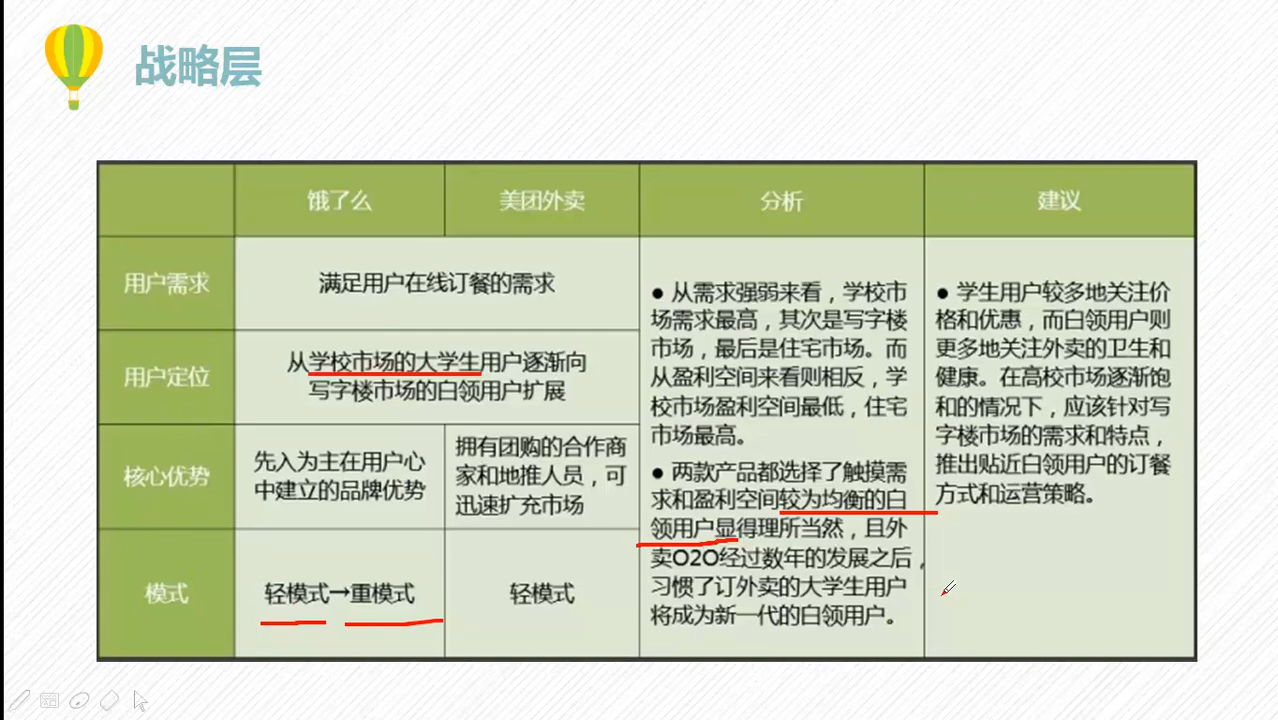 战略层
饿了么
美团外卖
分析
建议
用户需求
满足用户在线订餐的需求
用户定位
从学校市场的大学生用户逐渐向
写字楼市场的白领用户扩展
核心优势
先入为主在用户心
中建立的品牌优势
拥有团购的合作商
家和地推人员，可
迅速扩充市场
模式
轻模式→重模式
轻模式
● 从需求强弱来看，学校市
场需求最高，其次是写字楼
市场，最后是住宅市场。而
从盈利空间来看则相反，学
校市场盈利空间最低，住宅
市场最高。
● 两款产品都选择了触摸需
求和盈利空间较为均衡的白
领用户显得理所当然，且外
卖O2O经过数年的发展之后，
习惯了订外卖的大学生用户
将成为新一代的白领用户。
● 学生用户较多地关注价
格和优惠，而白领用户则
更多地关注外卖的卫生和
健康。在高校市场逐渐饱
和的情况下，应该针对写
字楼市场的需求和特点，
推出贴近白领用户的订餐
方式和运营策略。